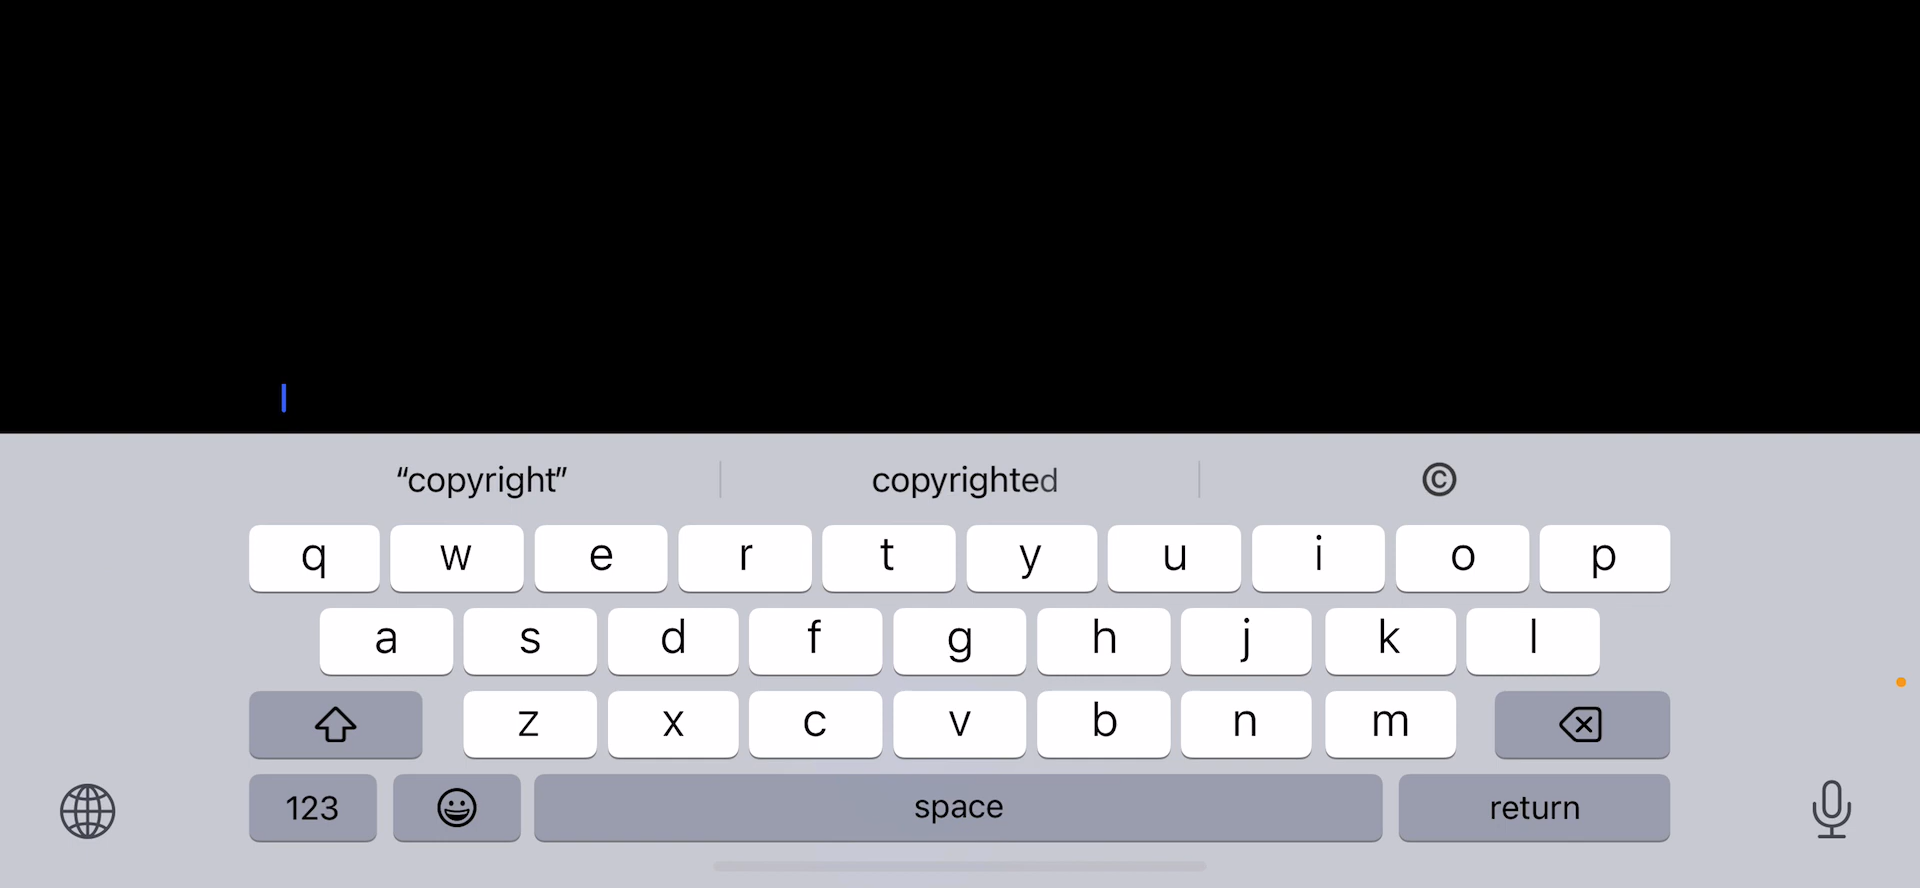 “copyright” copyrighted ©
q w e r t y u i o p
a s d f g h j k l
z x c v b n m
123 space return